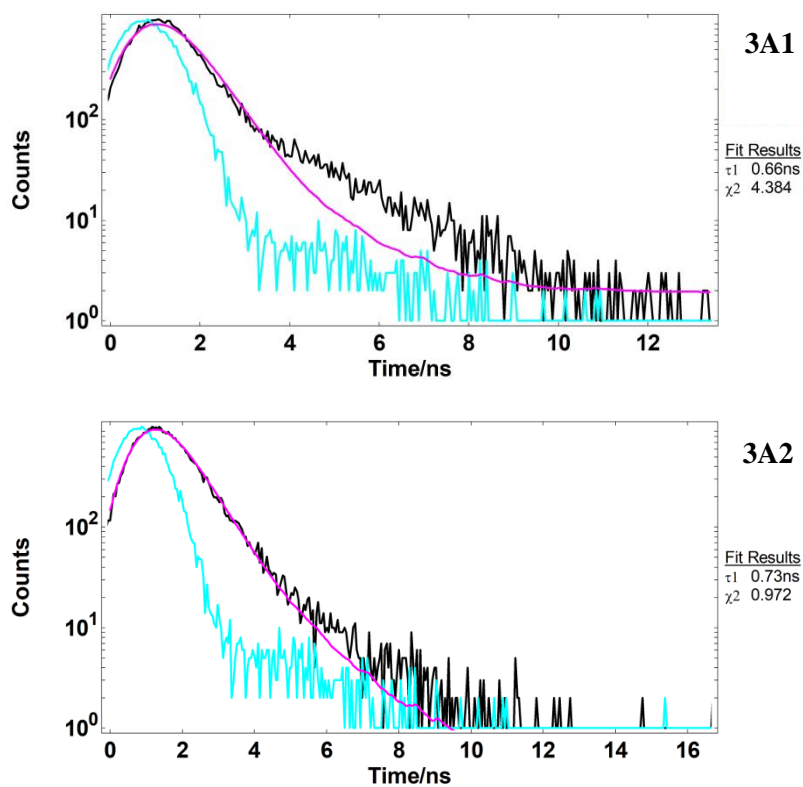 3A1
Counts
10²
10¹
10⁰
0 2 4 6 8 10 12
Time/ns
Fit Results
τ1 0.66ns
χ2 4.384
3A2
Counts
10²
10¹
10⁰
0 2 4 6 8 10 12 14 16
Time/ns
Fit Results
τ1 0.73ns
χ2 0.972